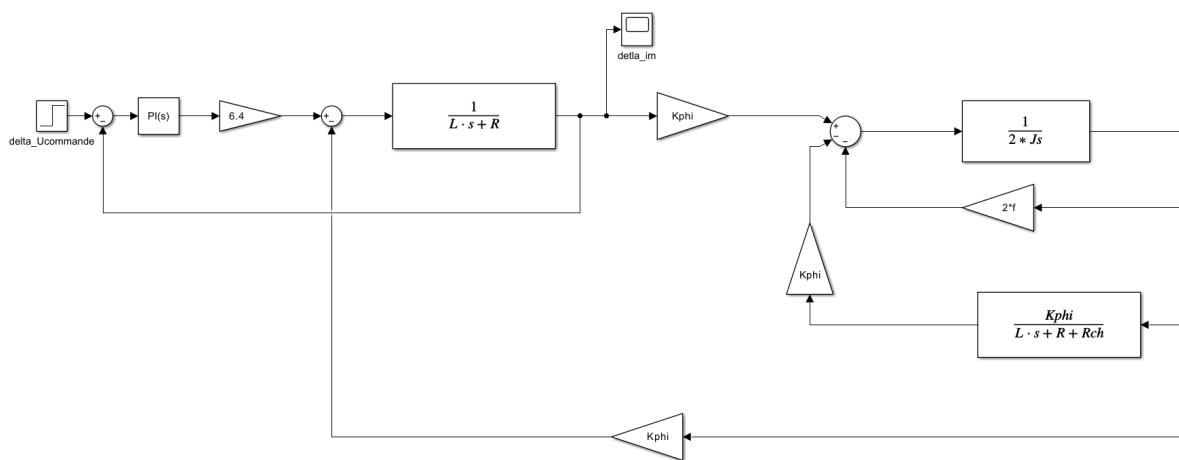 detla_im
+
−
PI(s)
6.4
+
−
1
L · s + R
Kphi
+
−
−
1
2 * Js
delta_Ucommande
2*f
Kphi
Kphi
L · s + R + Rch
Kphi